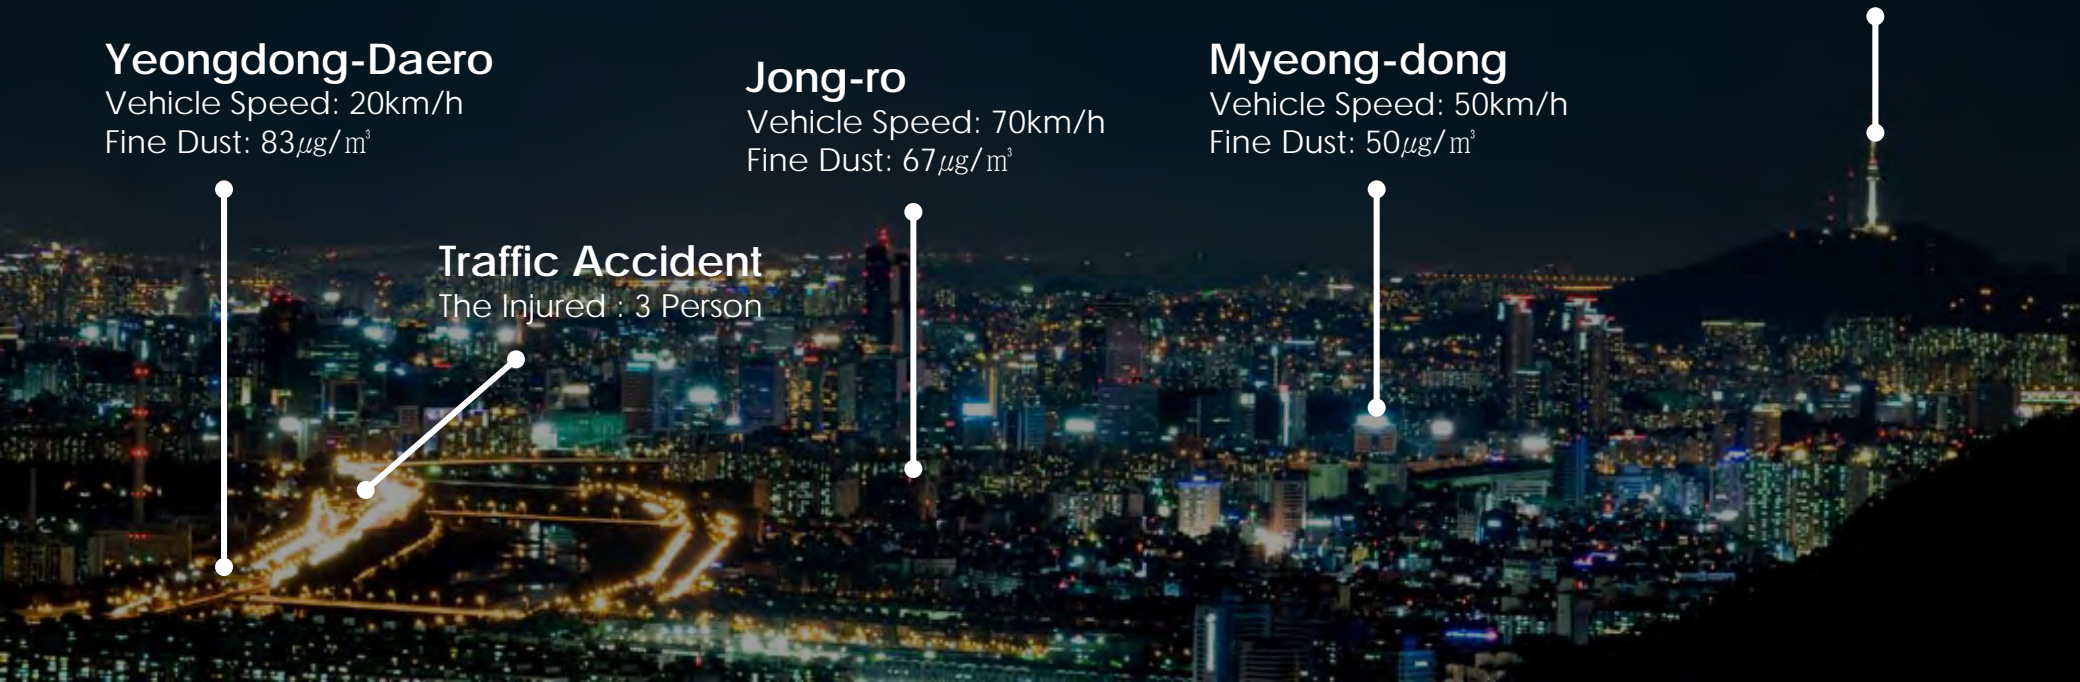 Yeongdong-Daero
Vehicle Speed: 20km/h
Fine Dust: 83㎍/㎥
Traffic Accident
The Injured : 3 Person
Jong-ro
Vehicle Speed: 70km/h
Fine Dust: 67㎍/㎥
Myeong-dong
Vehicle Speed: 50km/h
Fine Dust: 50㎍/㎥